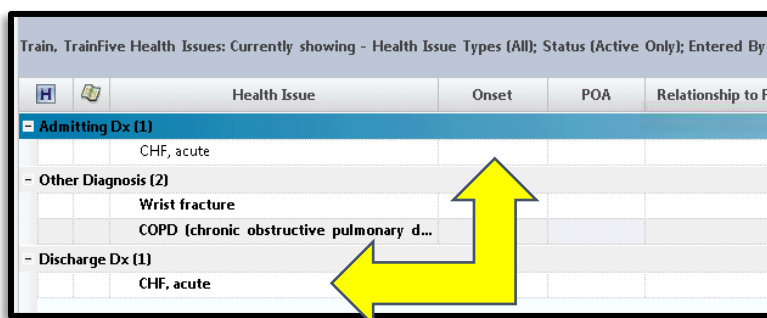 Train, TrainFive Health Issues: Currently showing - Health Issue Types (All); Status (Active Only); Entered By
H Health Issue Onset POA Relationship to
Admitting Dx (1)
CHF, acute
Other Diagnosis (2)
Wrist fracture
COPD (chronic obstructive pulmonary d...
Discharge Dx (1)
CHF, acute